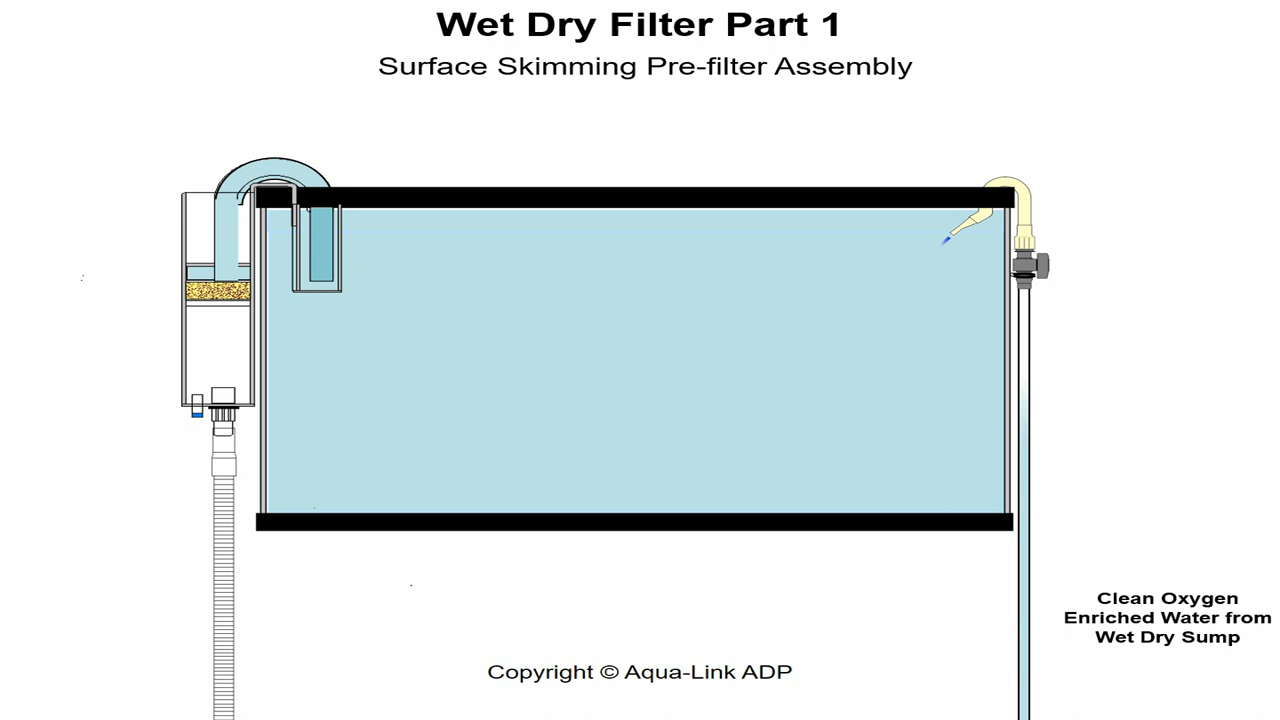 Wet Dry Filter Part 1
Surface Skimming Pre-filter Assembly
Clean Oxygen
Enriched Water from
Wet Dry Sump
Copyright © Aqua-Link ADP